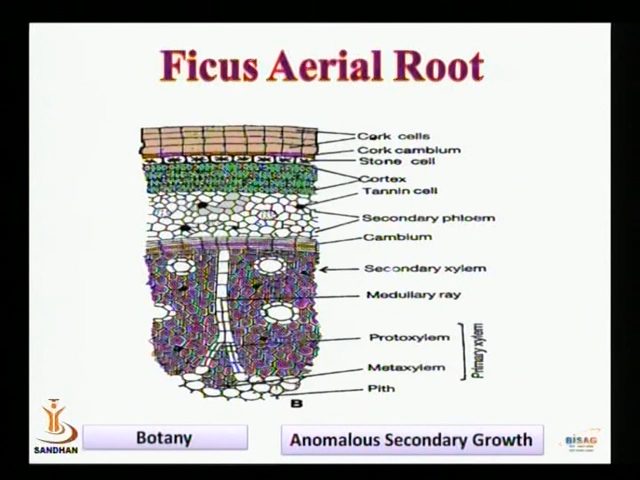 Ficus Aerial Root
Cork cells
Cork cambium
Stone cell
Cortex
Tannin cell
Secondary phloem
Cambium
Secondary xylem
Medullary ray
Protoxylem
Primary xylem
Metaxylem
Pith
B
Botany
Anomalous Secondary Growth
SANDHAN
BISAG